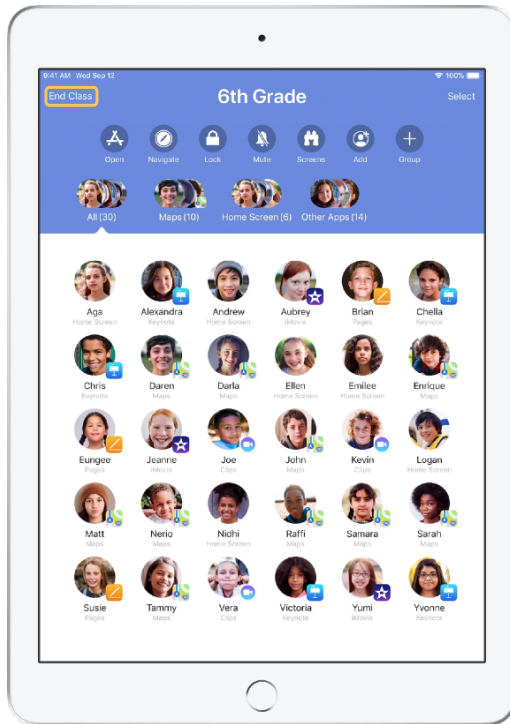 9:41 AM Wed Sep 12 100%
End Class 6th Grade Select
Open Navigate Lock Mute Screens Add Group
All (30) Maps (10) Home Screen (6) Other Apps (14)
Aga Alexandra Andrew Aubrey Brian Chella
Home Screen Keynote Home Screen iMovie Pages Keynote
Chris Daren Darla Ellen Emilee Enrique
Keynote Maps Maps Home Screen Home Screen Maps
Eungee Jeanne Joe John Kevin Logan
Pages iMovie Clips Maps Clips Home Screen
Matt Nerio Nidhi Raffi Samara Sarah
Maps Maps Home Screen Maps Maps Maps
Susie Tammy Vera Victoria Yumi Yvonne
Pages Maps Clips Keynote iMovie Keynote